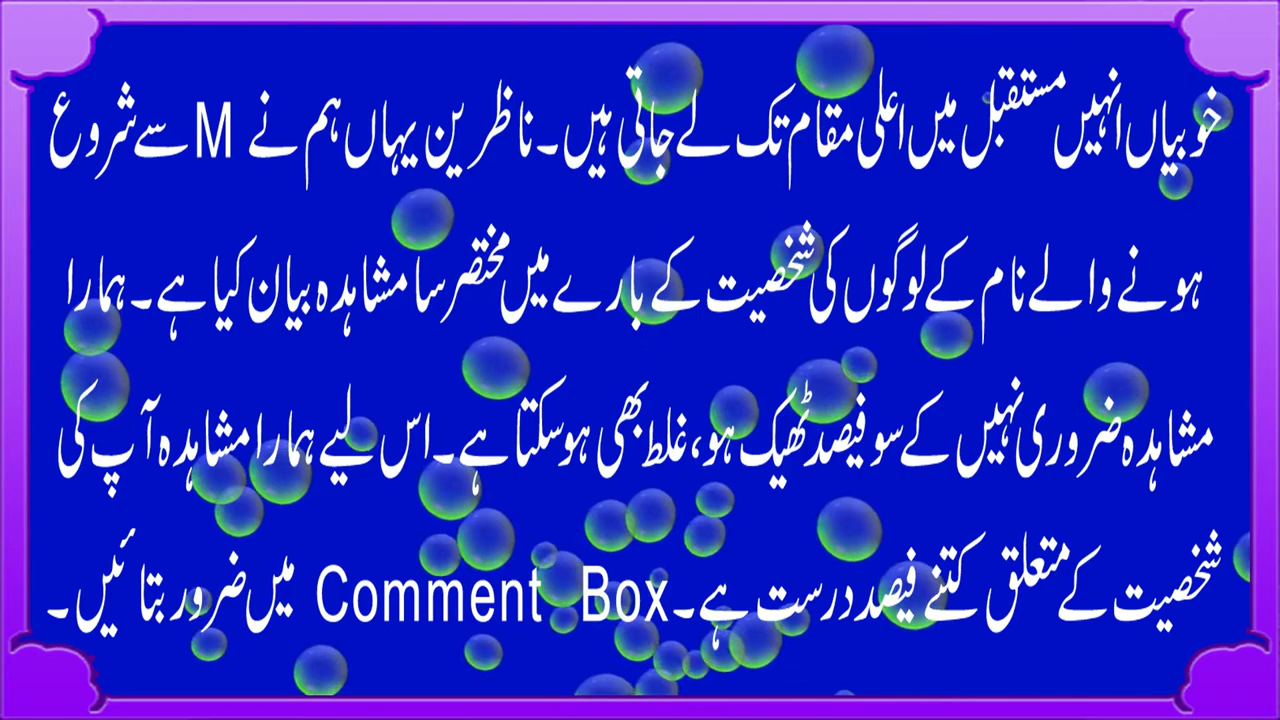 خوبیاں انہیں مستقبل میں اعلی مقام تک لے جاتی ہیں۔ناظرین یہاں ہم نے M سے شروع
ہونے والے نام کے لوگوں کی شخصیت کے بارے میں مختصر سا مشاہدہ بیان کیا ہے۔ہمارا
مشاہدہ ضروری نہیں کے سو فیصد ٹھیک ہو،غلط بھی ہوسکتا ہے۔اس لیے ہمارا مشاہدہ آپ کی
شخصیت کے متعلق کتنے فیصد درست ہے۔Comment Box میں ضرور بتائیں۔